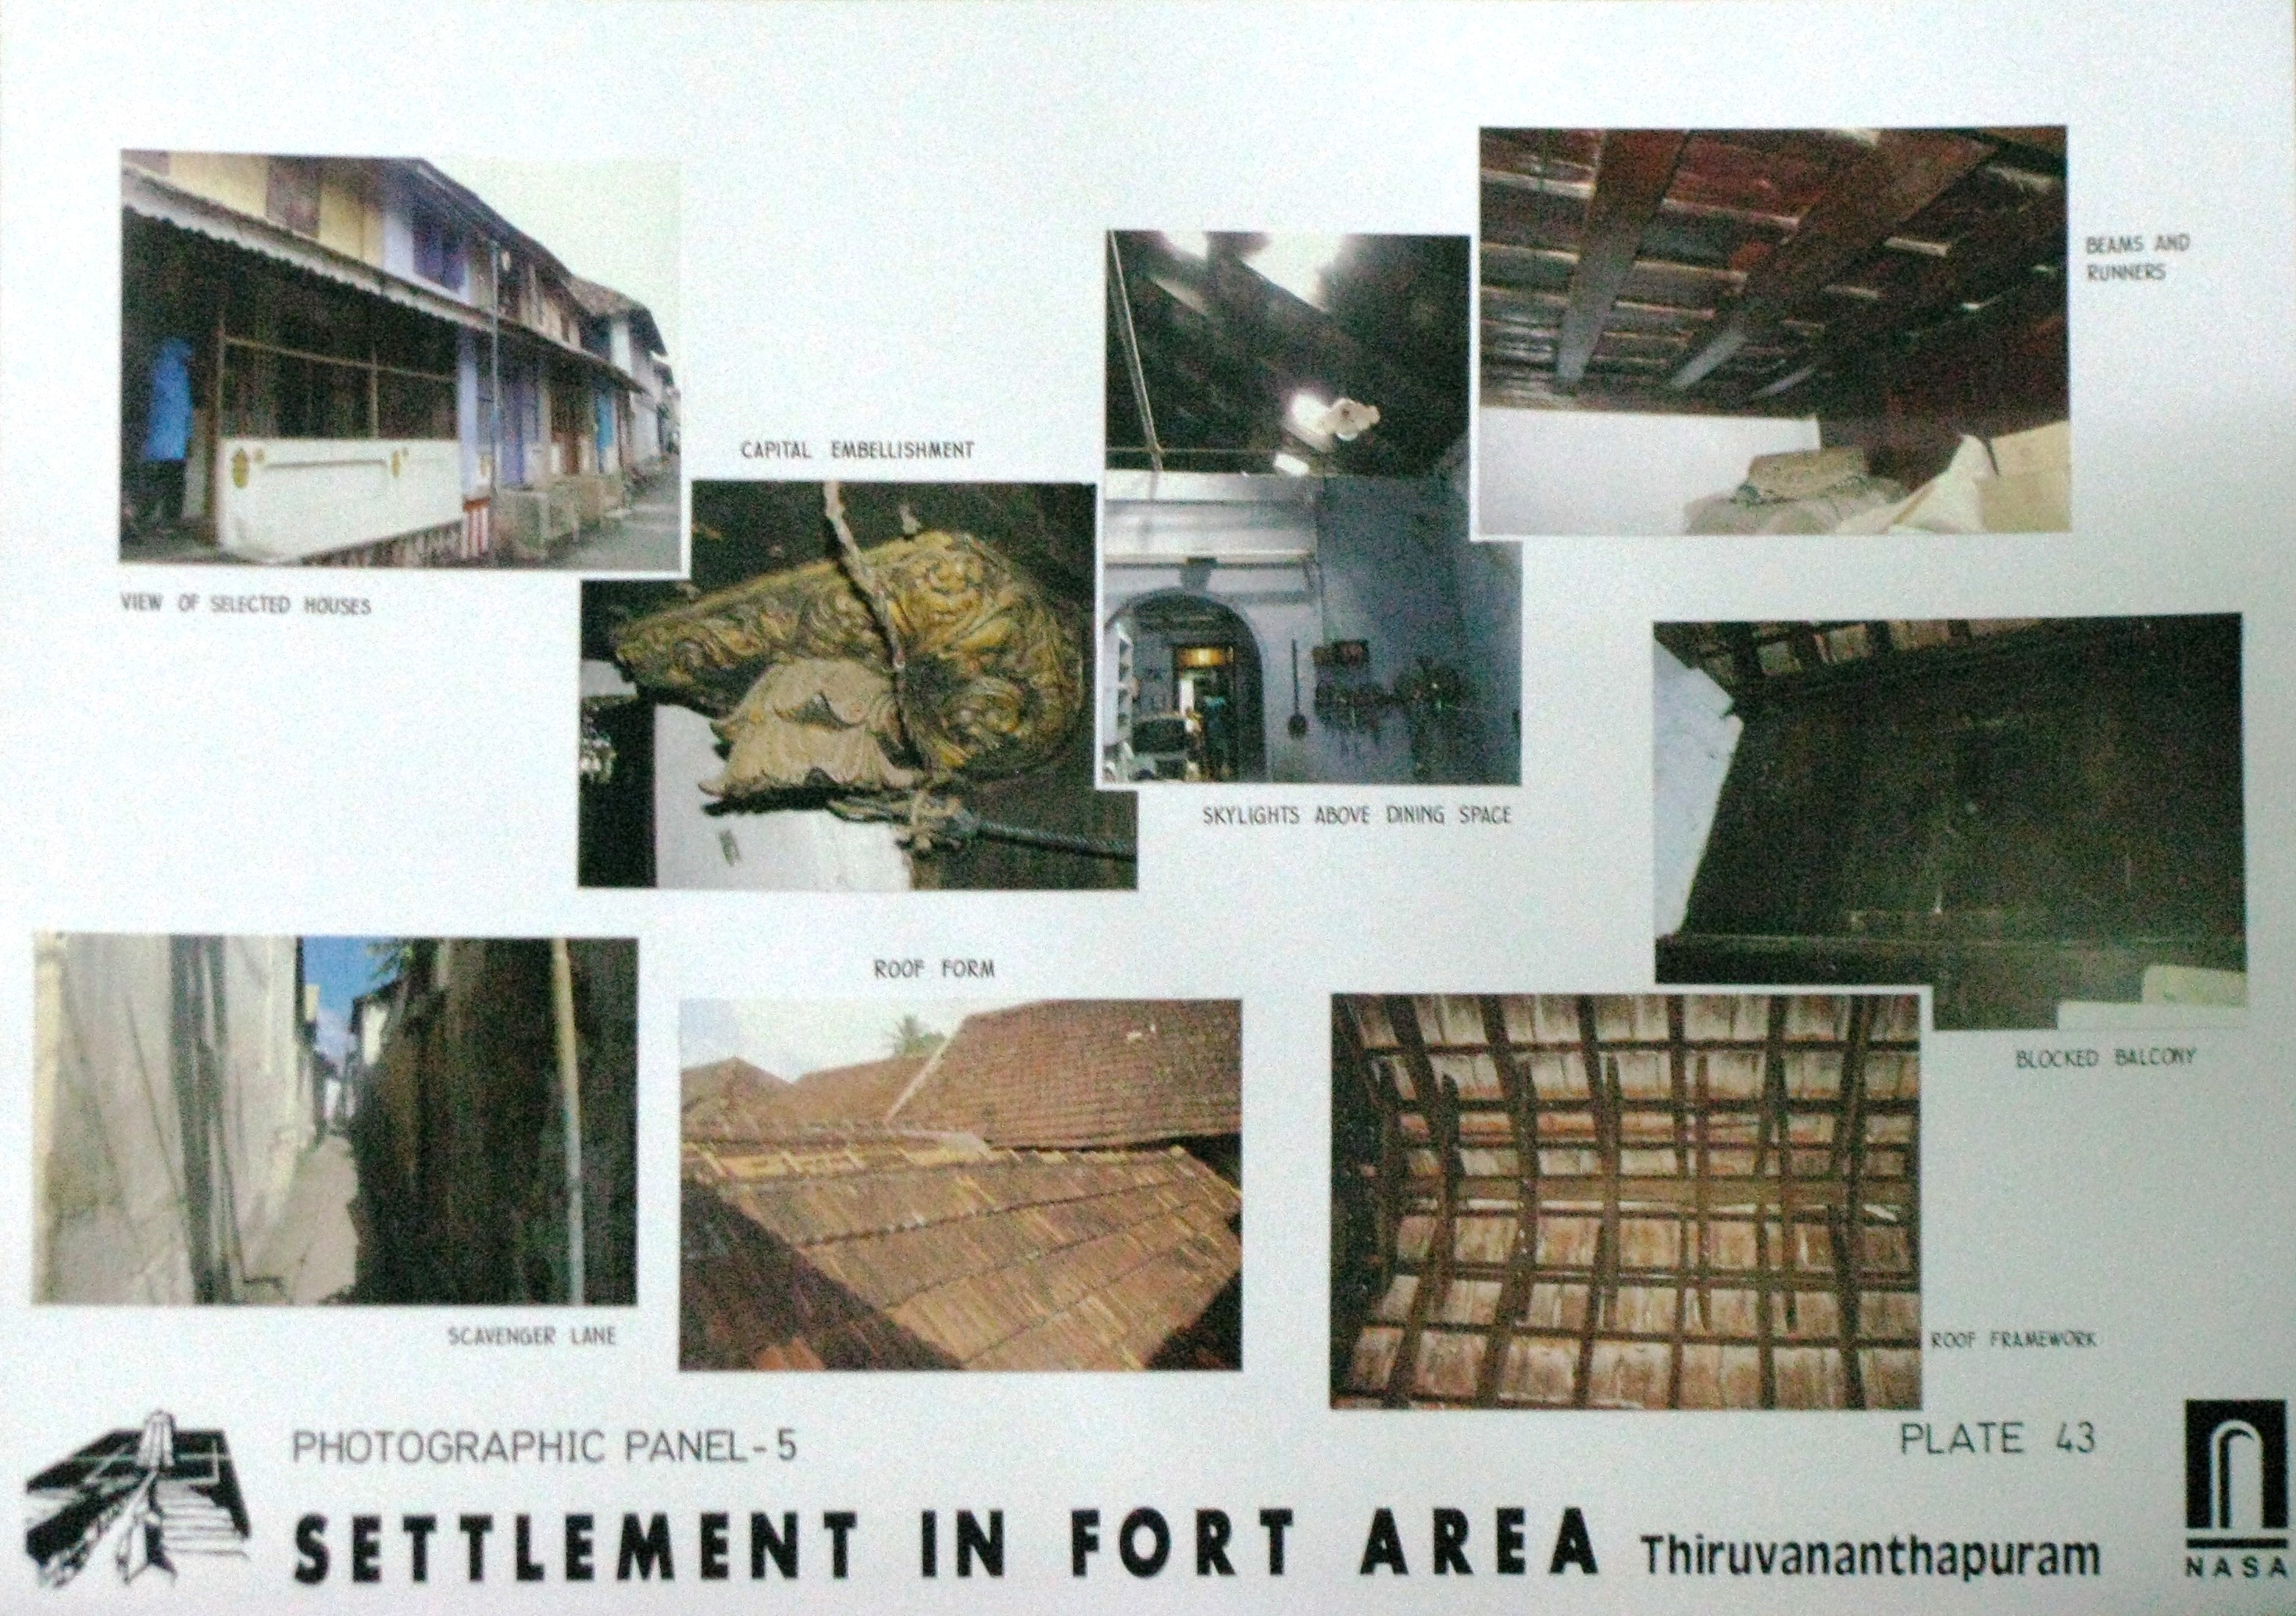 BEAMS AND
RUNNERS
CAPITAL EMBELLISHMENT
VIEW OF SELECTED HOUSES
SKYLIGHTS ABOVE DINING SPACE
ROOF FORM
BLOCKED BALCONY
SCAVENGER LANE
ROOF FRAMEWORK
PHOTOGRAPHIC PANEL-5
PLATE 43
SETTLEMENT IN FORT AREA Thiruvananthapuram
NASA